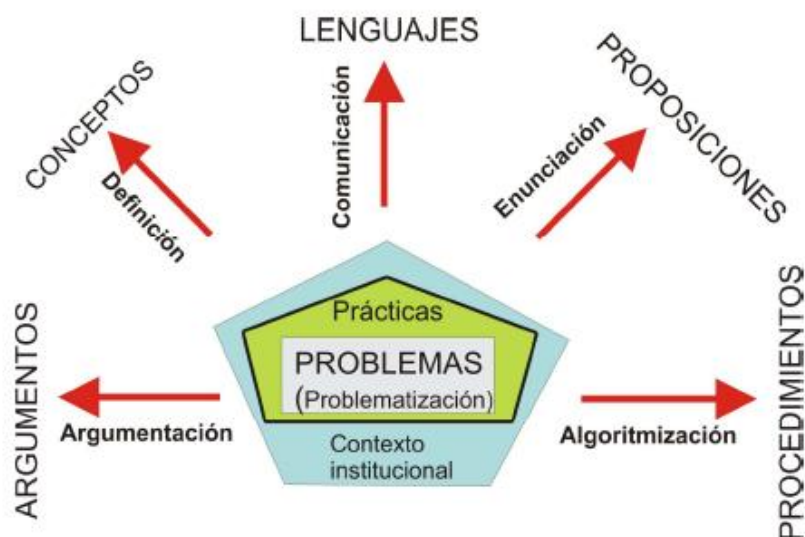 LENGUAJES
CONCEPTOS
PROPOSICIONES
Definición
Comunicación
Enunciación
Prácticas
PROBLEMAS
(Problematización)
Contexto
institucional
ARGUMENTOS
Argumentación
Algoritmización
PROCEDIMIENTOS